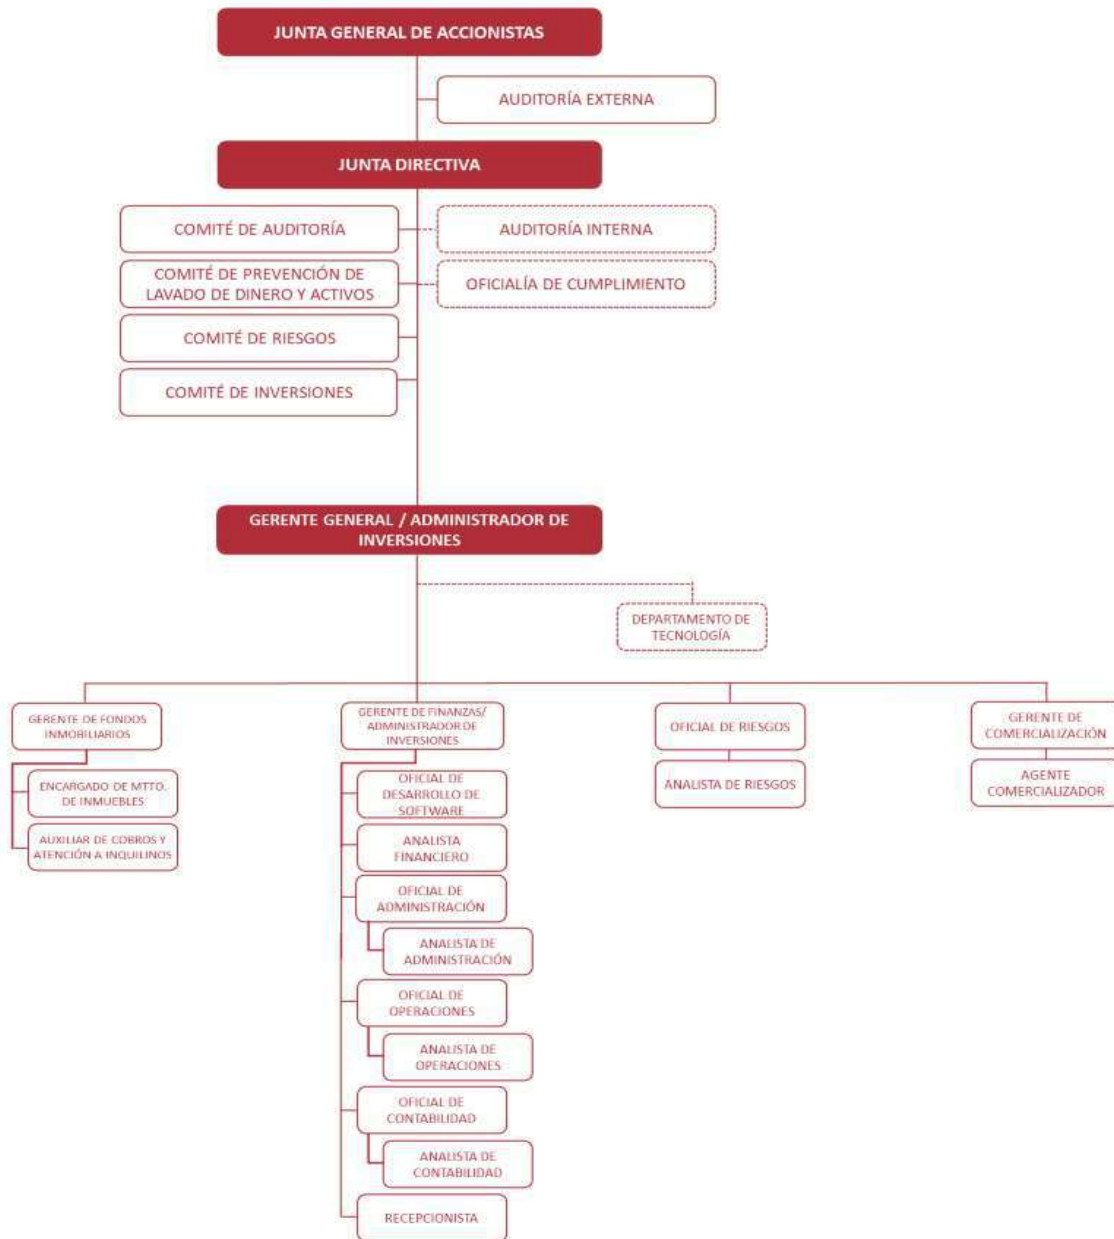 JUNTA GENERAL DE ACCIONISTAS
AUDITORÍA EXTERNA
JUNTA DIRECTIVA
COMITÉ DE AUDITORÍA
AUDITORÍA INTERNA
COMITÉ DE PREVENCIÓN DE
LAVADO DE DINERO Y ACTIVOS
OFICIALÍA DE CUMPLIMIENTO
COMITÉ DE RIESGOS
COMITÉ DE INVERSIONES
GERENTE GENERAL / ADMINISTRADOR DE
INVERSIONES
DEPARTAMENTO DE
TECNOLOGÍA
GERENTE DE FONDOS
INMOBILIARIOS
ENCARGADO DE MTTO.
DE INMUEBLES
AUXILIAR DE COBROS Y
ATENCIÓN A INQUILINOS
GERENTE DE FINANZAS/
ADMINISTRADOR DE
INVERSIONES
OFICIAL DE
DESARROLLO DE
SOFTWARE
ANALISTA
FINANCIERO
OFICIAL DE
ADMINISTRACIÓN
ANALISTA DE
ADMINISTRACIÓN
OFICIAL DE
OPERACIONES
ANALISTA DE
OPERACIONES
OFICIAL DE
CONTABILIDAD
ANALISTA DE
CONTABILIDAD
RECEPCIONISTA
OFICIAL DE RIESGOS
ANALISTA DE RIESGOS
GERENTE DE
COMERCIALIZACIÓN
AGENTE
COMERCIALIZADOR